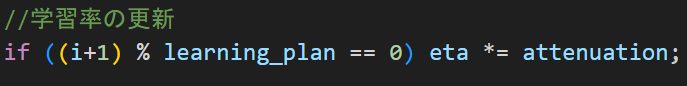 //学習率の更新
if ((i+1) % learning_plan == 0) eta *= attenuation;